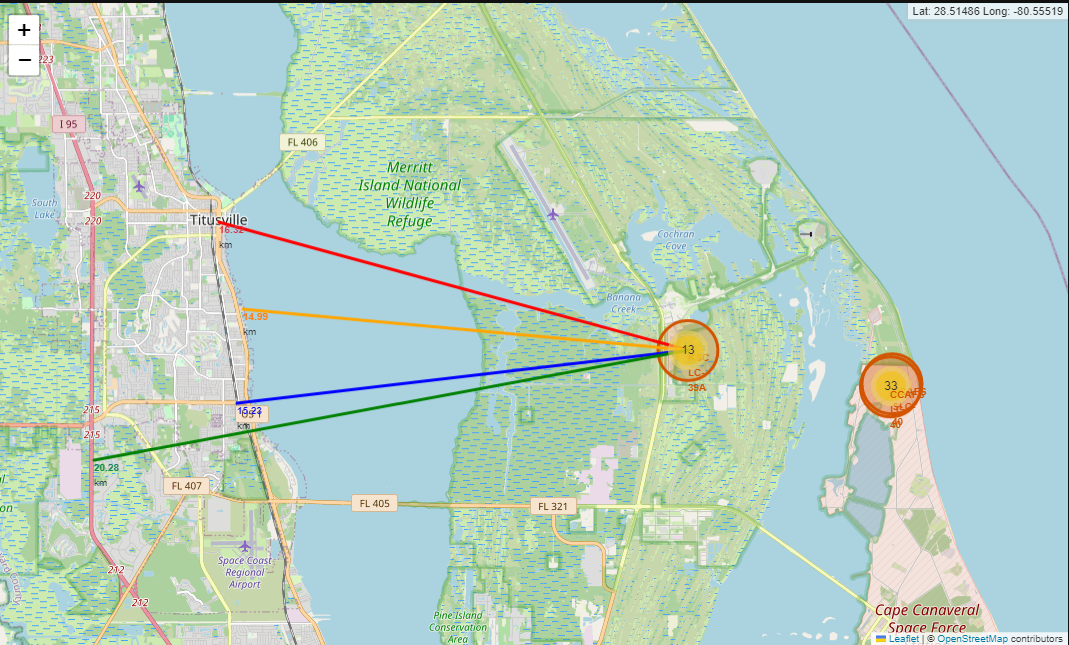 Lat: 28.51486 Long: -80.55519
+
−
223
I 95
FL 406
Merritt
Island National
Wildlife
Refuge
220
220
South
Lake
Titusville
16.32
km
Cochran
Cove
Banana
Creek
14.99
km
13
39A
33
215
215
15.23
km
US 1
20.28
km
FL 407
FL 405
FL 321
Space Coast
Regional
Airport
212
212
Pine Island
Conservation
Area
Cape Canaveral
Space Force
Leaflet | © OpenStreetMap contributors